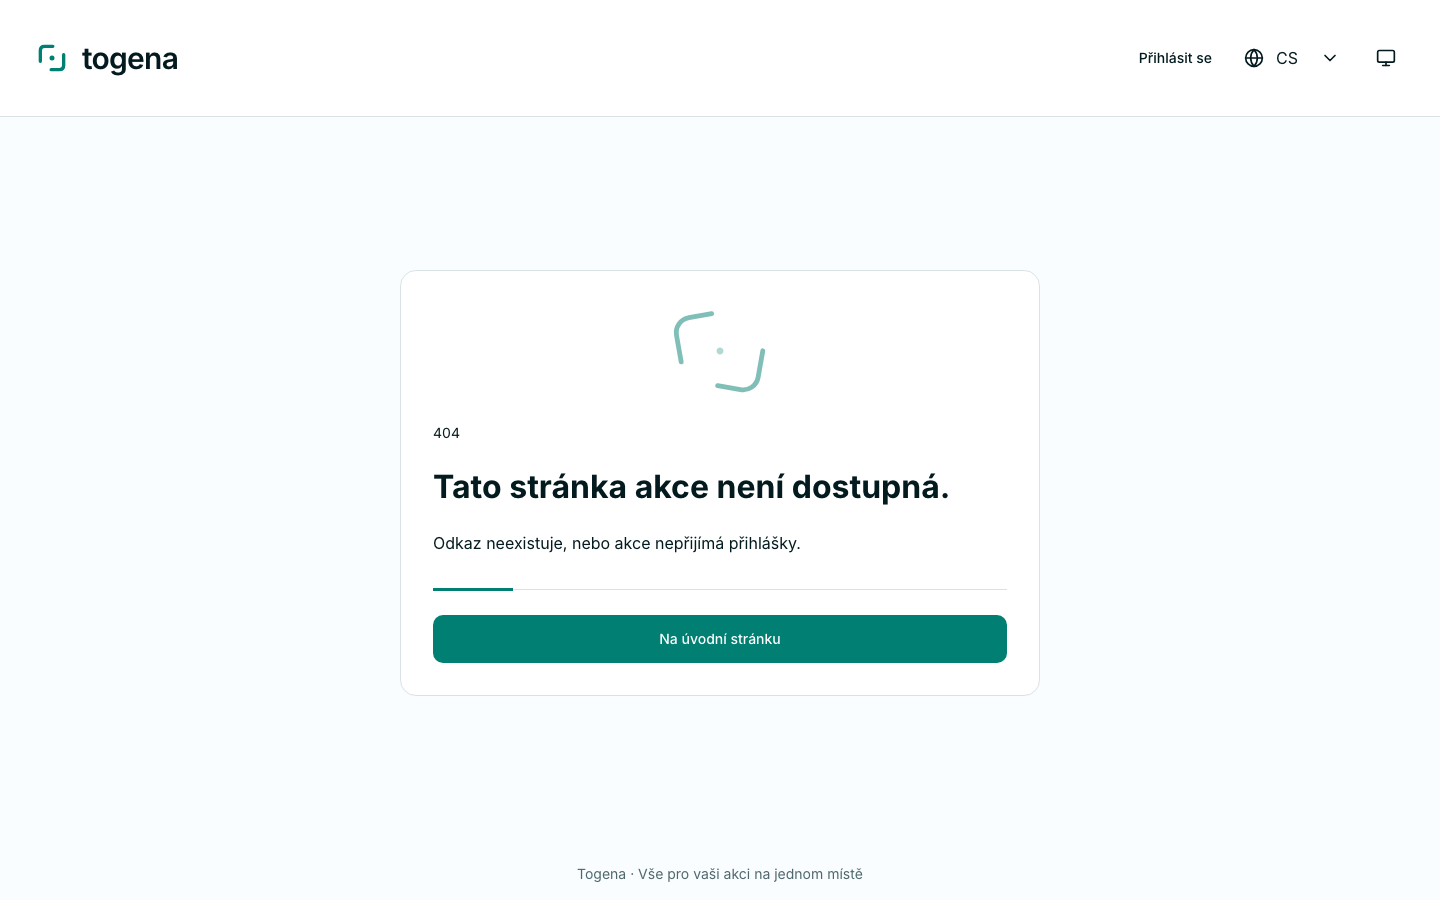 togena
Přihlásit se
CS
404
Tato stránka akce není dostupná.
Odkaz neexistuje, nebo akce nepřijímá přihlášky.
Na úvodní stránku
Togena · Vše pro vaši akci na jednom místě